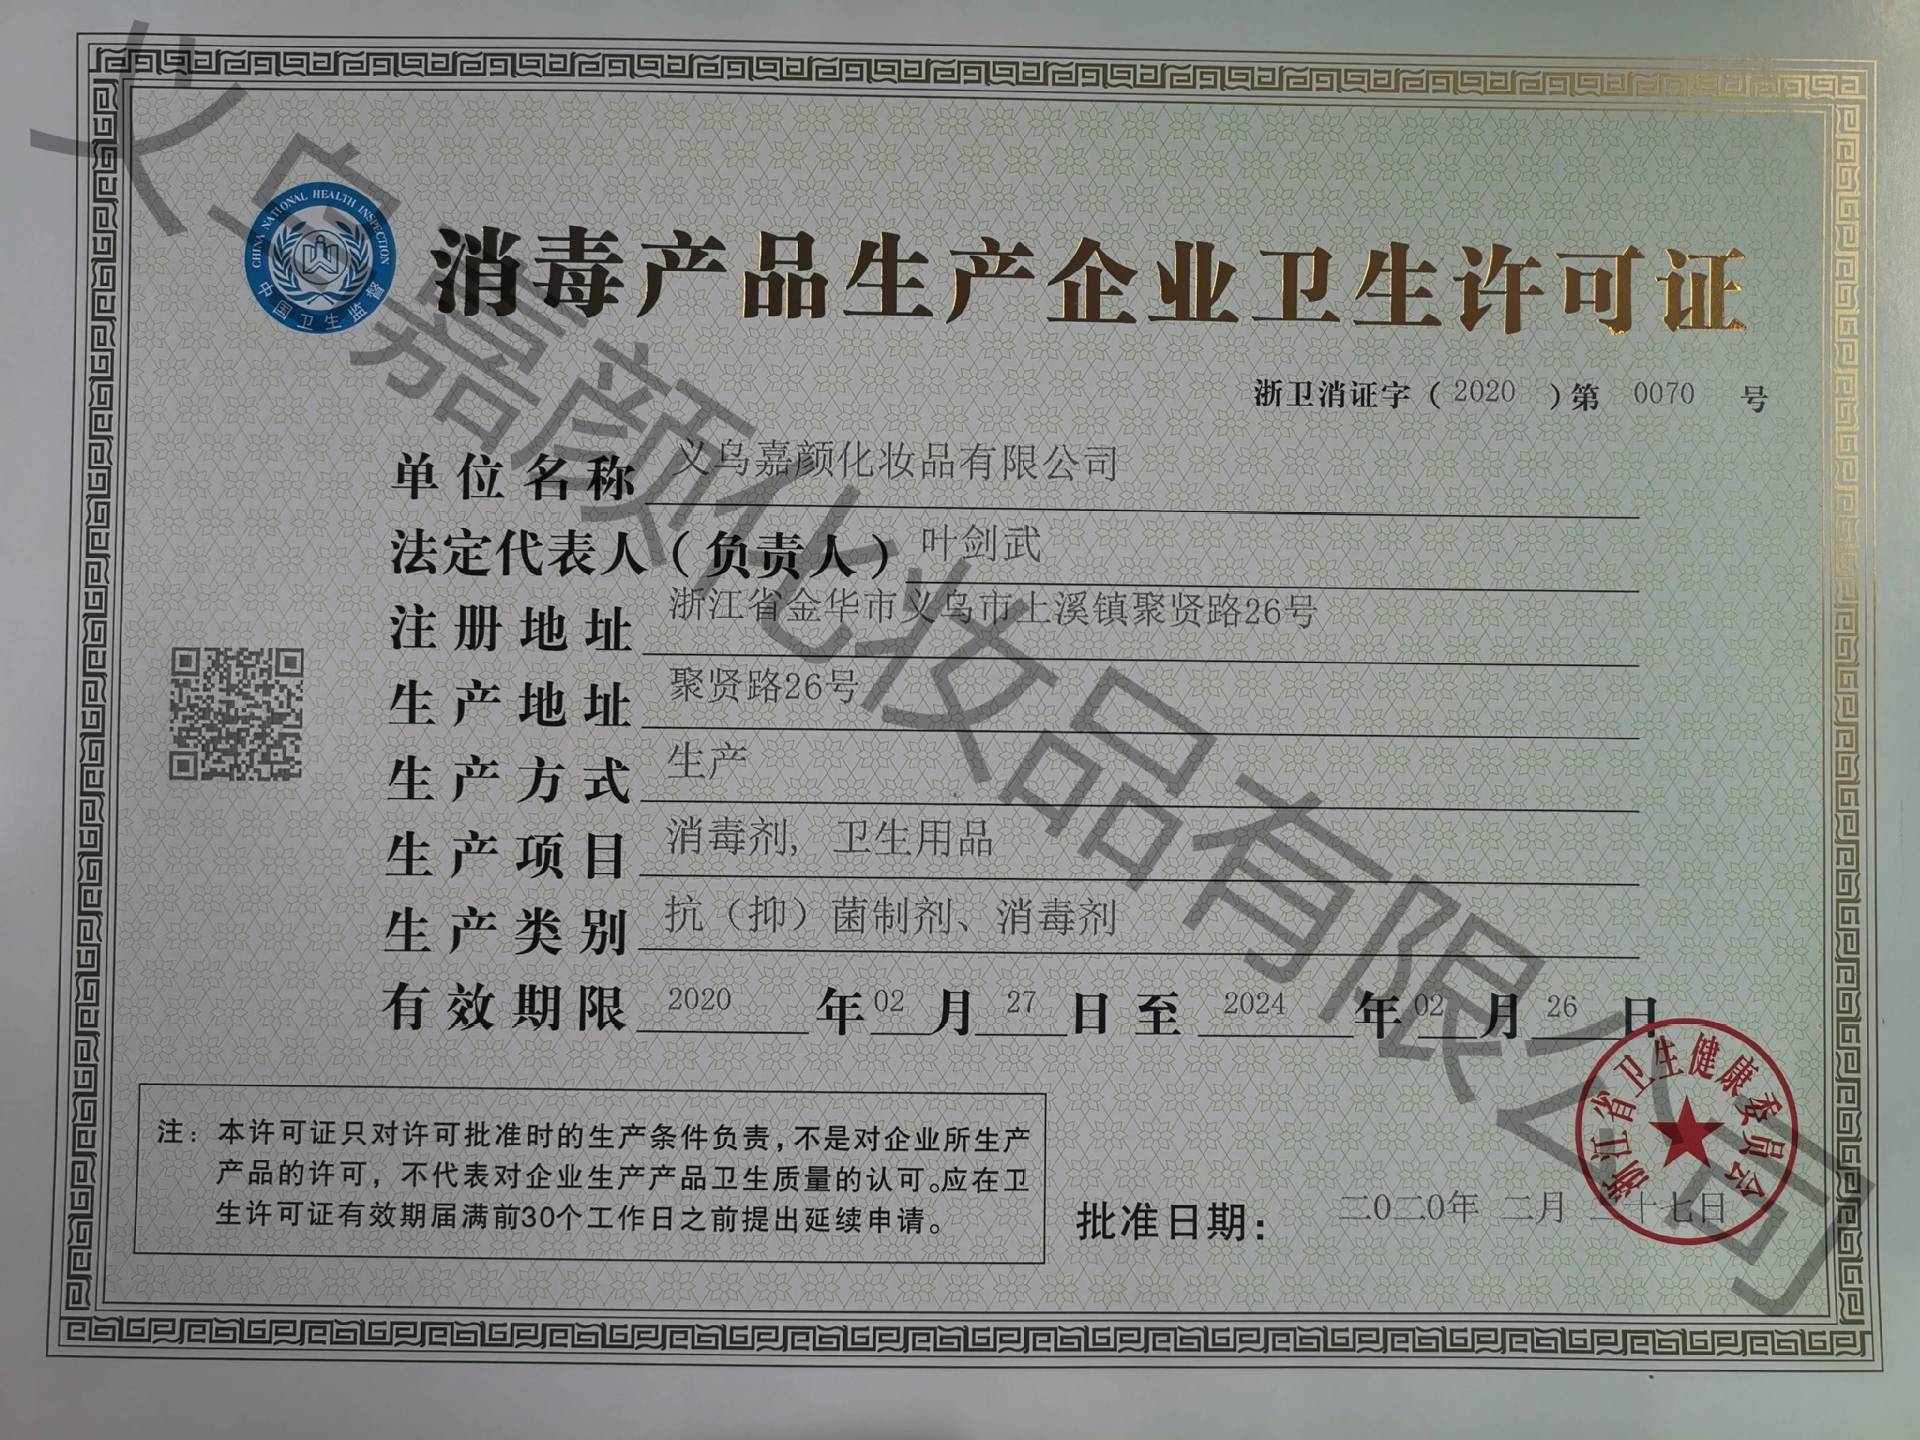 CHINA NATIONAL HEALTH INSPECTION
中国卫生监督
消毒产品生产企业卫生许可证
浙卫消证字（2020）第 0070 号
单位名称 义乌嘉颜化妆品有限公司
法定代表人（负责人） 叶剑武
注册地址 浙江省金华市义乌市上溪镇聚贤路26号
生产地址 聚贤路26号
生产方式 生产
生产项目 消毒剂, 卫生用品
生产类别 抗（抑）菌制剂、消毒剂
有效期限 2020 年 02 月 27 日 至 2024 年 02 月 26 日
注：本许可证只对许可批准时的生产条件负责，不是对企业所生产
产品的许可，不代表对企业生产产品卫生质量的认可。应在卫
生许可证有效期届满前30个工作日之前提出延续申请。
批准日期： 二〇二〇年 二月 二十七日
浙江省卫生健康委员会
义乌嘉颜化妆品有限公司